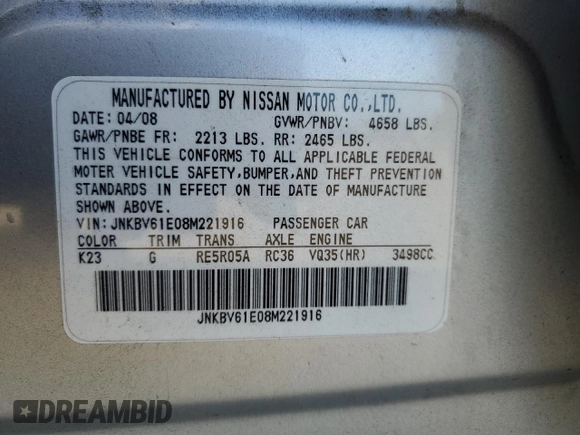 MANUFACTURED BY NISSAN MOTOR CO.,LTD.
DATE: 04/08 GVWR/PNBV: 4658 LBS.
GAWR/PNBE FR: 2213 LBS. RR: 2465 LBS.
THIS VEHICLE CONFORMS TO ALL APPLICABLE FEDERAL
MOTOR VEHICLE SAFETY,BUMPER,AND THEFT PREVENTION
STANDARDS IN EFFECT ON THE DATE OF MANUFACTURE
SHOWN ABOVE.
VIN:JNKBV61E08M221916 PASSENGER CAR
COLOR TRIM TRANS AXLE ENGINE
K23 G RE5R05A RC36 VQ35(HR) 3498CC
JNKBV61E08M221916
DREAMBID